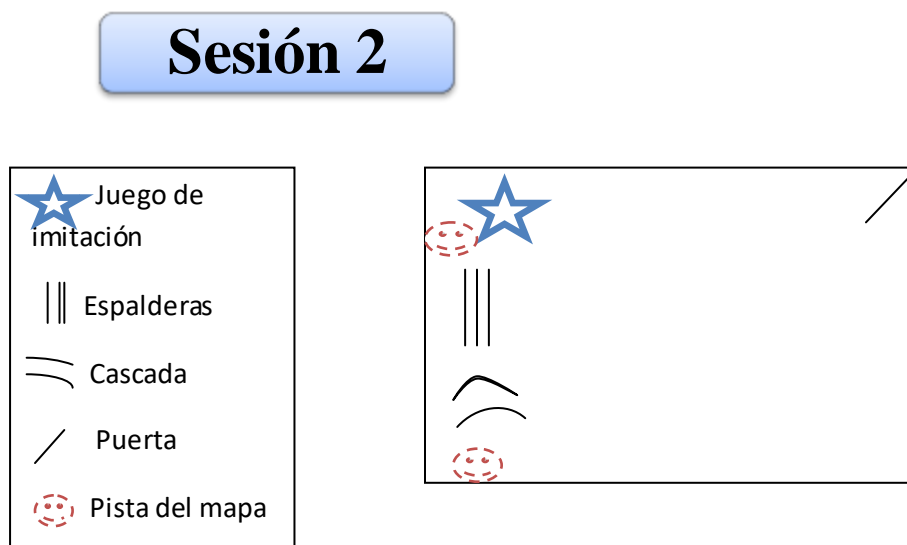 Sesión 2
Juego de
imitación
Espalderas
Cascada
Puerta
Pista del mapa